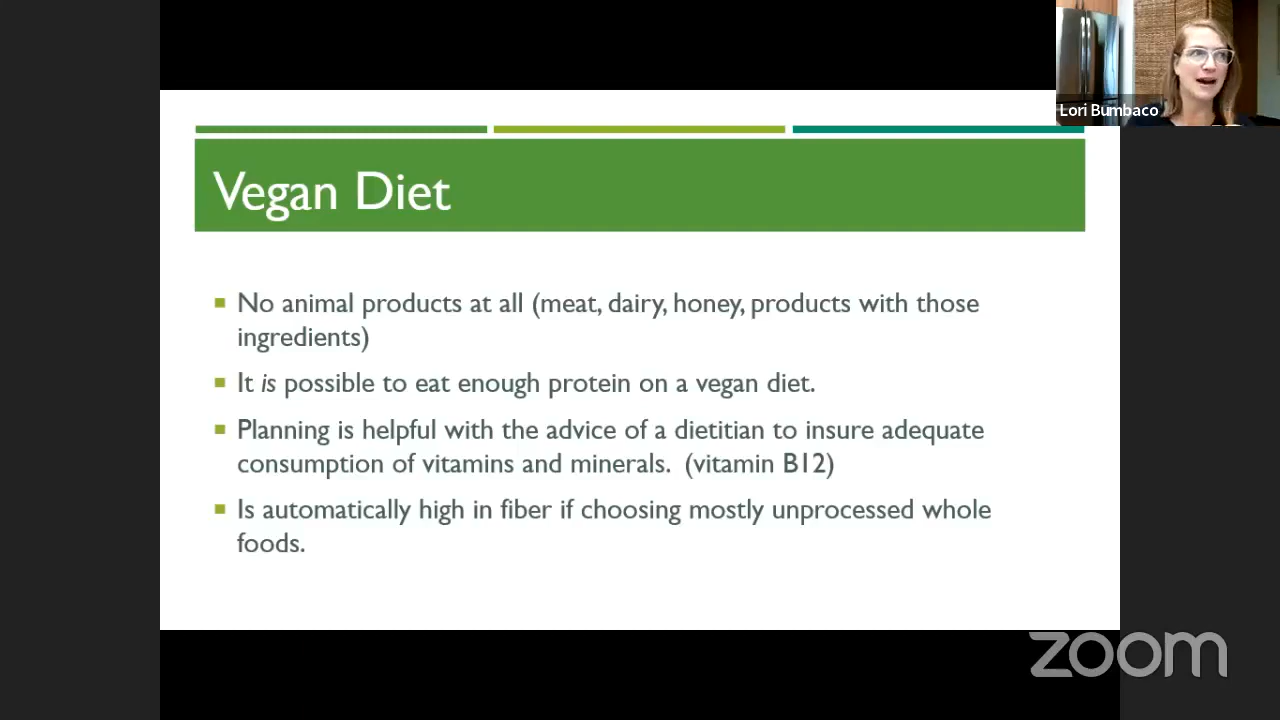 Lori Bumbaco
Vegan Diet
No animal products at all (meat, dairy, honey, products with those
ingredients)
It is possible to eat enough protein on a vegan diet.
Planning is helpful with the advice of a dietitian to insure adequate
consumption of vitamins and minerals. (vitamin B12)
Is automatically high in fiber if choosing mostly unprocessed whole
foods.
zoom